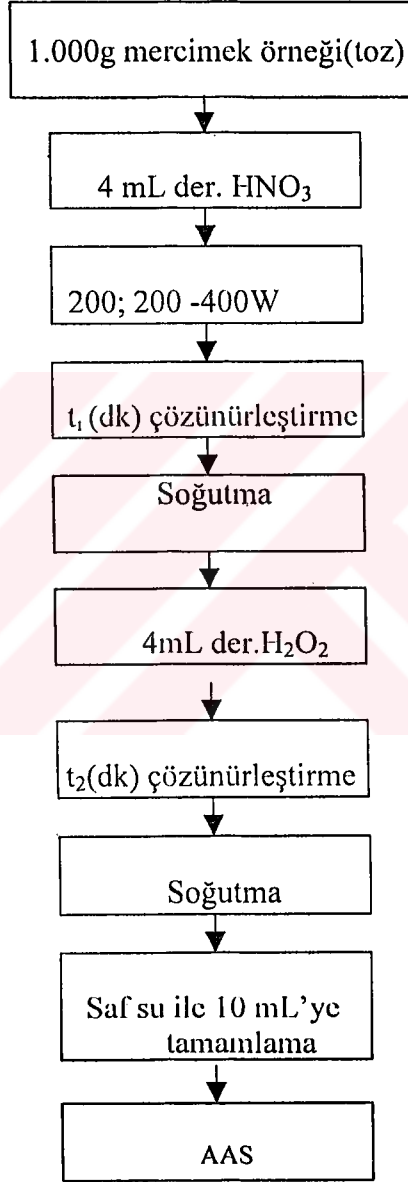 1.000g mercimek örneği(toz)
4 mL der. HNO₃
200; 200 -400W
t₁ (dk) çözünürleştirme
Soğutma
4mL der.H₂O₂
t₂(dk) çözünürleştirme
Soğutma
Saf su ile 10 mL'ye
tamamlama
AAS